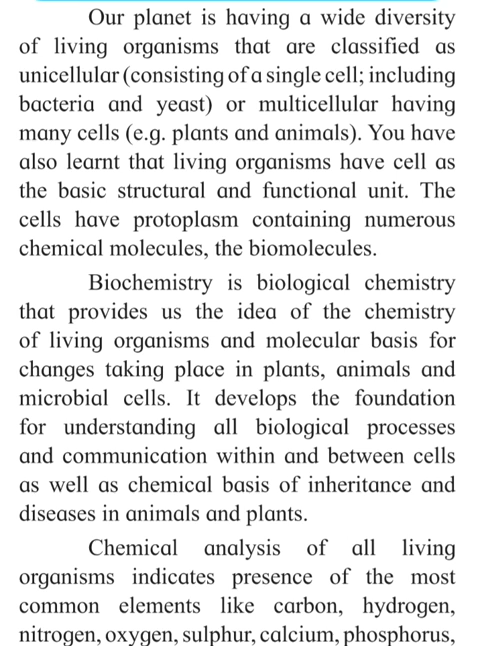 Our planet is having a wide diversity
of living organisms that are classified as
unicellular (consisting of a single cell; including
bacteria and yeast) or multicellular having
many cells (e.g. plants and animals). You have
also learnt that living organisms have cell as
the basic structural and functional unit. The
cells have protoplasm containing numerous
chemical molecules, the biomolecules.
Biochemistry is biological chemistry
that provides us the idea of the chemistry
of living organisms and molecular basis for
changes taking place in plants, animals and
microbial cells. It develops the foundation
for understanding all biological processes
and communication within and between cells
as well as chemical basis of inheritance and
diseases in animals and plants.
Chemical analysis of all living
organisms indicates presence of the most
common elements like carbon, hydrogen,
nitrogen, oxygen, sulphur, calcium, phosphorus,